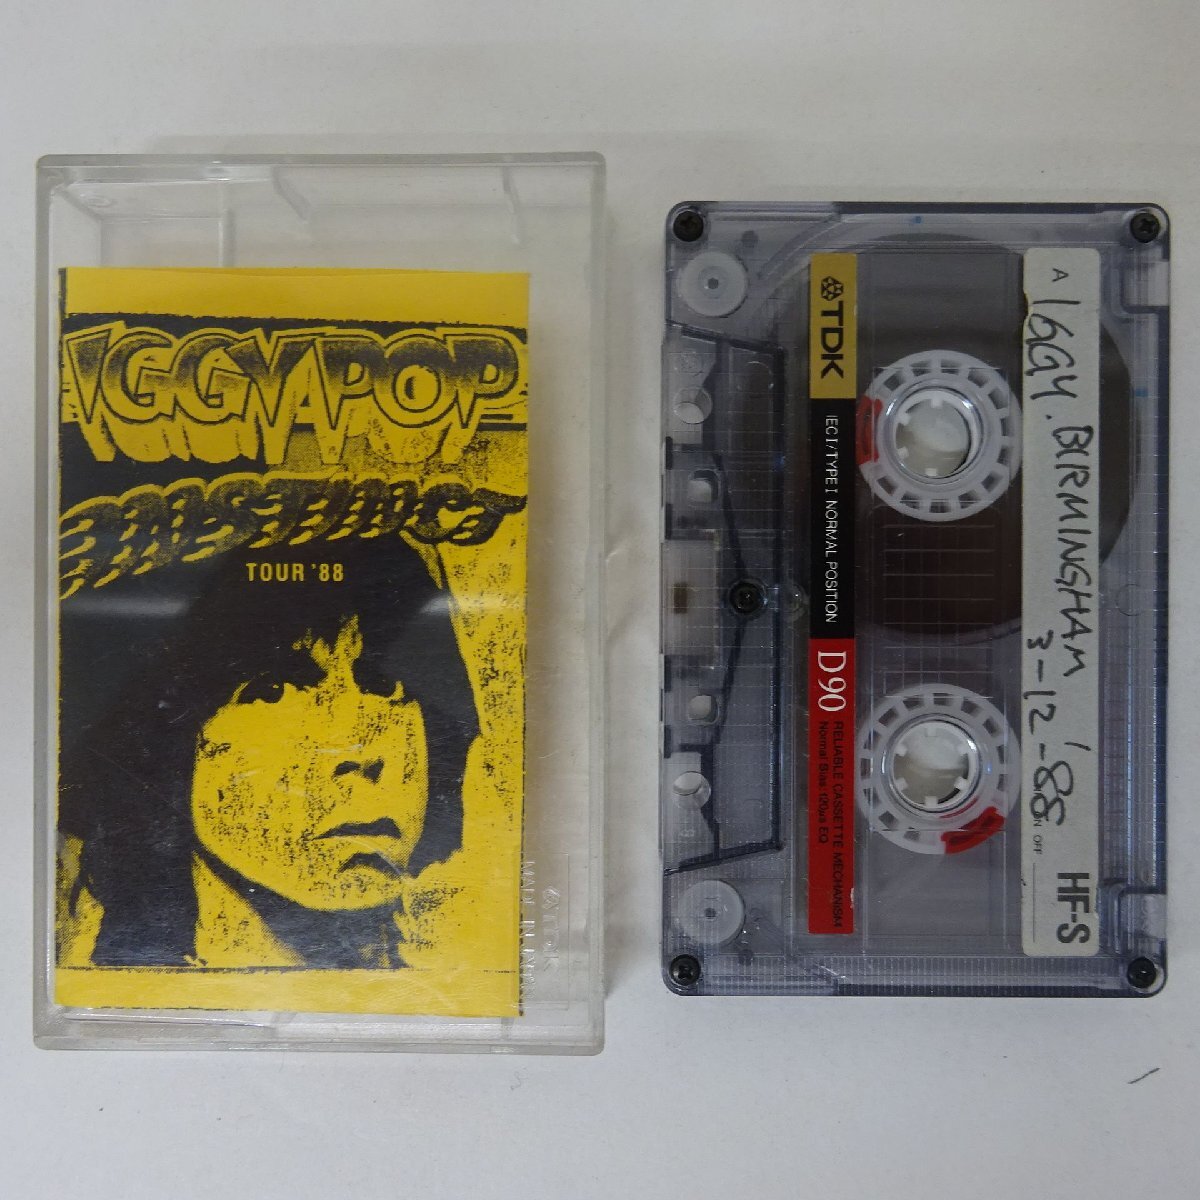 IGGY POP
INSTINCT
TOUR '88
TDK
A
IGGY. BIRMINGHAM
3-12-'88
HF-S
TDK
IEC I/TYPE I NORMAL POSITION
D90
RELIABLE CASSETTE MECHANISM
Normal Bias 120μs EQ